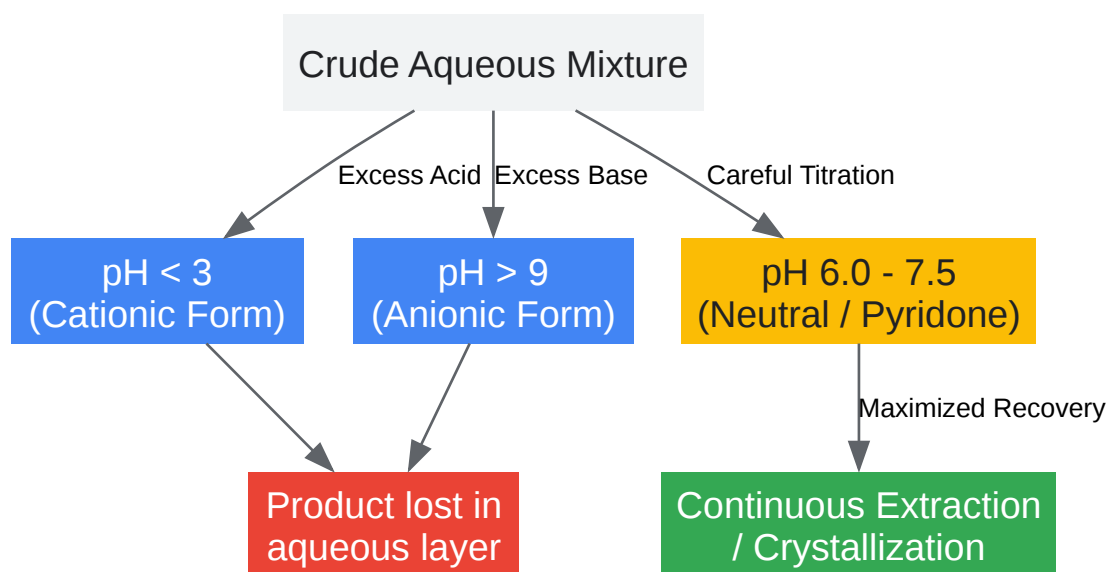 Crude Aqueous Mixture
Excess Acid
Excess Base
Careful Titration
pH < 3
(Cationic Form)
pH > 9
(Anionic Form)
pH 6.0 - 7.5
(Neutral / Pyridone)
Maximized Recovery
Product lost in
aqueous layer
Continuous Extraction
/ Crystallization